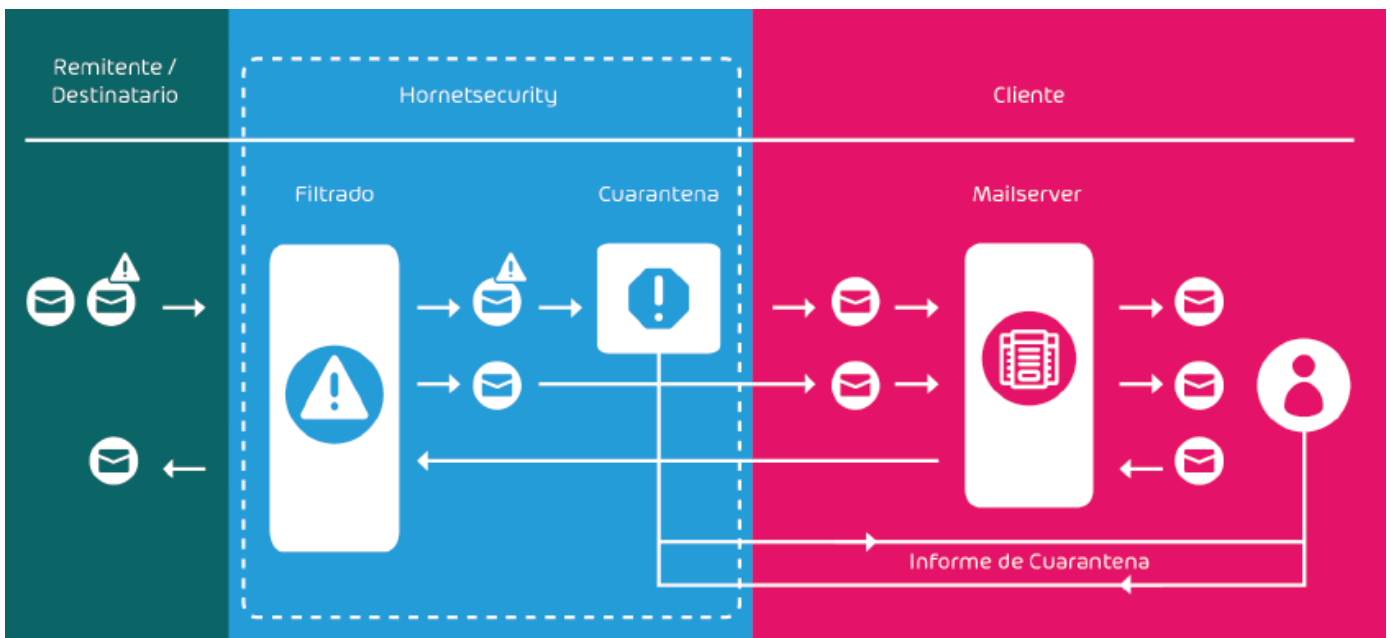 Remitente /
Destinatario
Hornetsecurity
Cliente
Filtrado
Cuarantena
Mailserver
Informe de Cuarantena